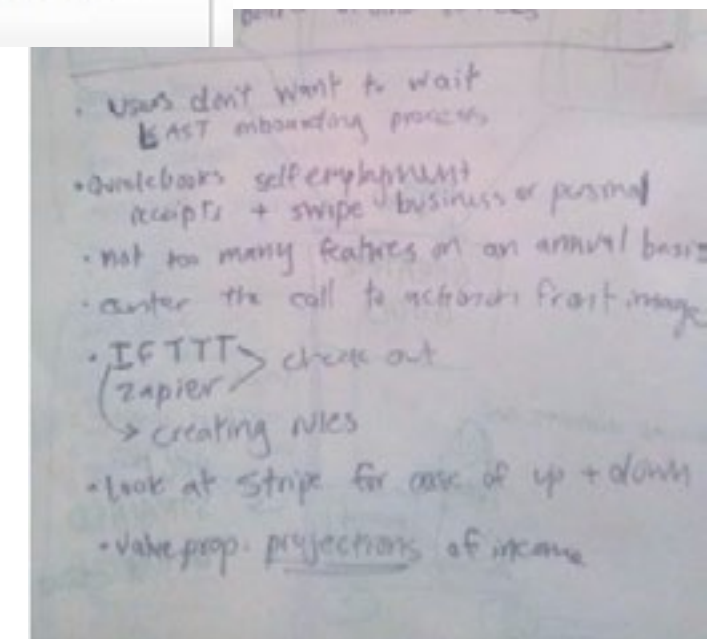 • users don't want to wait
FAST onboarding process
• Quickbooks self employment
receipts + swipe business or personal
• not too many features on an annual basis
• center the call to action on front image
• IFTTT > check out
Zapier
→ creating rules
• look at Stripe for ease of up + down
• value prop. projections of income